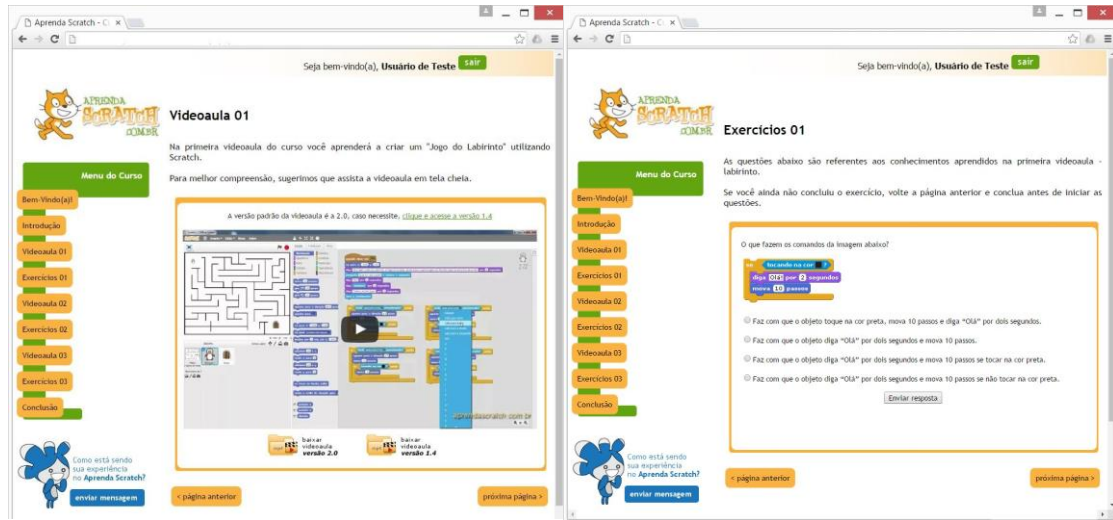 Aprenda Scratch - C
Seja bem-vindo(a), Usuário de Teste sair
APRENDA
SCRATCH
.COM.BR
Videoaula 01
Na primeira videoaula do curso você aprenderá a criar um "Jogo do Labirinto" utilizando
Scratch.
Para melhor compreensão, sugerimos que assista a videoaula em tela cheia.
Menu do Curso
Bem-Vindo(a)!
Introdução
Videoaula 01
Exercícios 01
Videoaula 02
Exercícios 02
Videoaula 03
Exercícios 03
Conclusão
A versão padrão da videoaula é a 2.0, caso necessite, clique e acesse a versão 1.4
aprendascratch.com.br
baixar
videoaula
versão 2.0
baixar
videoaula
versão 1.4
Como está sendo
sua experiência
no Aprenda Scratch?
enviar mensagem
< página anterior
próxima página >
Aprenda Scratch - C
Seja bem-vindo(a), Usuário de Teste sair
APRENDA
SCRATCH
.COM.BR
Exercícios 01
As questões abaixo são referentes aos conhecimentos aprendidos na primeira videoaula -
labirinto.
Se você ainda não concluiu o exercício, volte a página anterior e conclua antes de iniciar as
questões.
Menu do Curso
Bem-Vindo(a)!
Introdução
Videoaula 01
Exercícios 01
Videoaula 02
Exercícios 02
Videoaula 03
Exercícios 03
Conclusão
O que fazem os comandos da imagem abaixo?
se tocando na cor ?
diga Olá! por 2 segundos
mova 10 passos
Faz com que o objeto toque na cor preta, mova 10 passos e diga “Olá” por dois segundos.
Faz com que o objeto diga “Olá” por dois segundos e mova 10 passos.
Faz com que o objeto diga “Olá” por dois segundos e mova 10 passos se tocar na cor preta.
Faz com que o objeto diga “Olá” por dois segundos e mova 10 passos se não tocar na cor preta.
Enviar resposta
Como está sendo
sua experiência
no Aprenda Scratch?
enviar mensagem
< página anterior
próxima página >